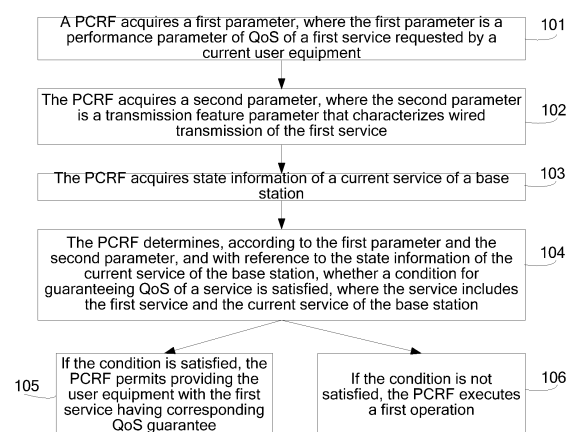 A PCRF acquires a first parameter, where the first parameter is a
performance parameter of QoS of a first service requested by a
current user equipment
101
The PCRF acquires a second parameter, where the second parameter
is a transmission feature parameter that characterizes wired
transmission of the first service
102
The PCRF acquires state information of a current service of a base
station
103
The PCRF determines, according to the first parameter and the
second parameter, and with reference to the state information of the
current service of the base station, whether a condition for
guaranteeing QoS of a service is satisfied, where the service includes
the first service and the current service of the base station
104
105
If the condition is satisfied, the
PCRF permits providing the
user equipment with the first
service having corresponding
QoS guarantee
If the condition is not
satisfied, the PCRF executes
a first operation
106